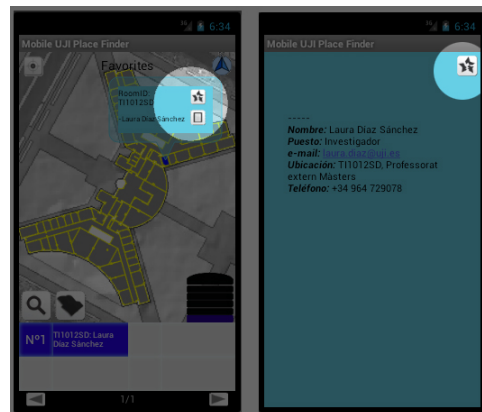 3G 6:34
Mobile UJI Place Finder
Favorites
RoomID:
TI1012SD
-Laura Díaz Sánchez
Nº1
TI1012SD: Laura
Díaz Sánchez
1/1
3G 6:34
Mobile UJI Place Finder
-----
Nombre: Laura Díaz Sánchez
Puesto: Investigador
e-mail: laura.diaz@uji.es
Ubicación: TI1012SD, Professorat
extern Màsters
Teléfono: +34 964 729078